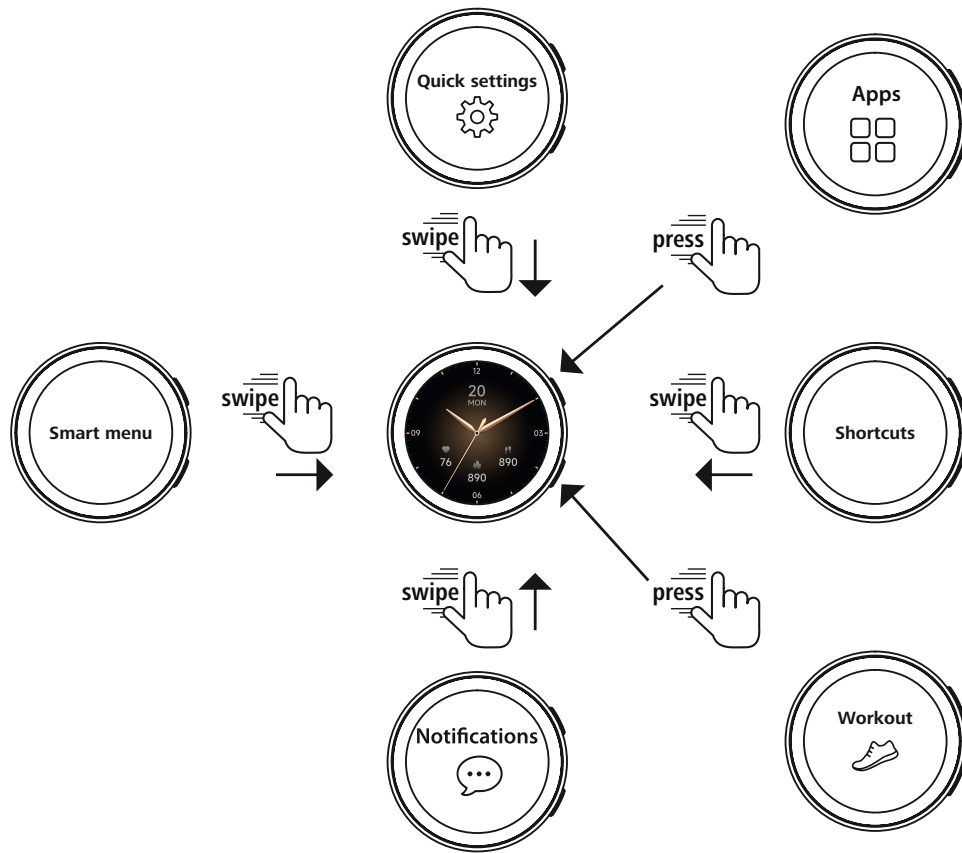 Quick settings
Apps
swipe
press
12
20
MON
Smart menu
swipe
09
03
76
890
890
06
swipe
Shortcuts
swipe
press
Notifications
Workout